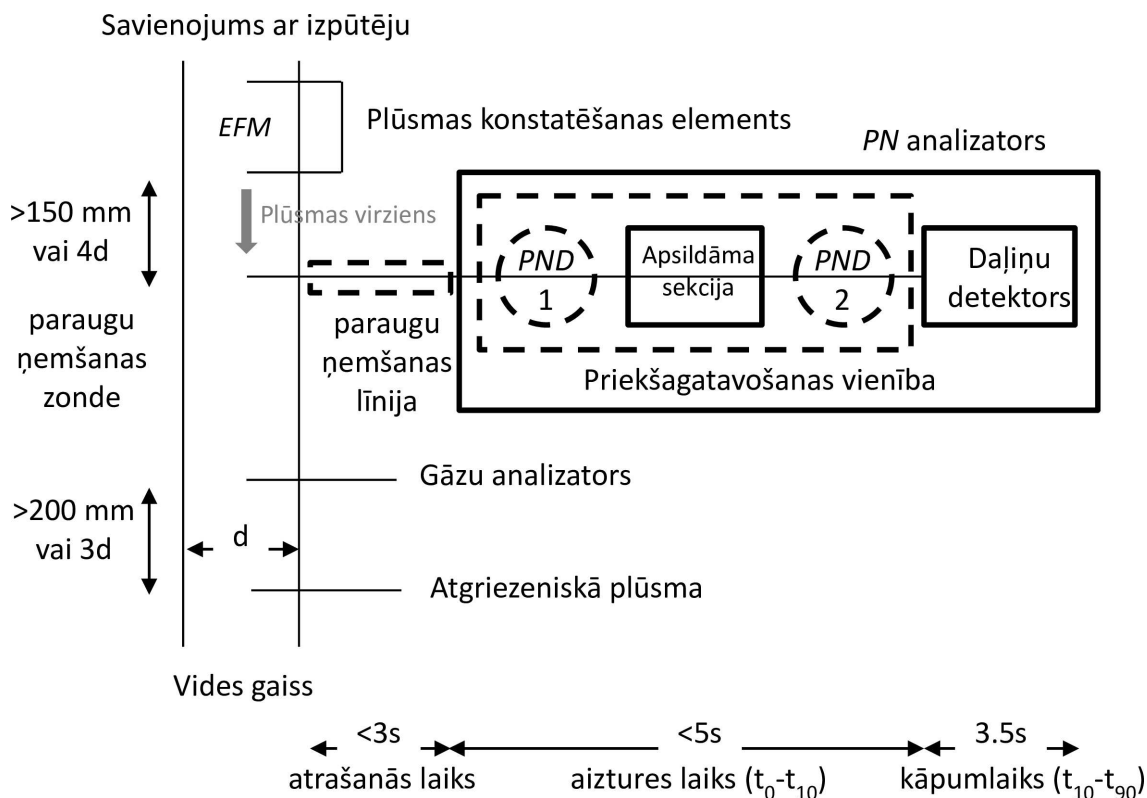 Savienojums ar izpūtēju
EFM
Plūsmas konstatēšanas elements
PN analizators
>150 mm
vai 4d
Plūsmas virziens
PND
1
Apsildāma
sekcija
PND
2
Daļiņu
detektors
paraugu
ņemšanas
zonde
paraugu
ņemšanas
līnija
Priekšagatavošanas vienība
Gāzu analizators
>200 mm
vai 3d
d
Atgriezeniskā plūsma
Vides gaiss
<3s
<5s
3.5s
atrašanās laiks
aiztures laiks (t₀-t₁₀)
kāpumlaiks (t₁₀-t₉₀)